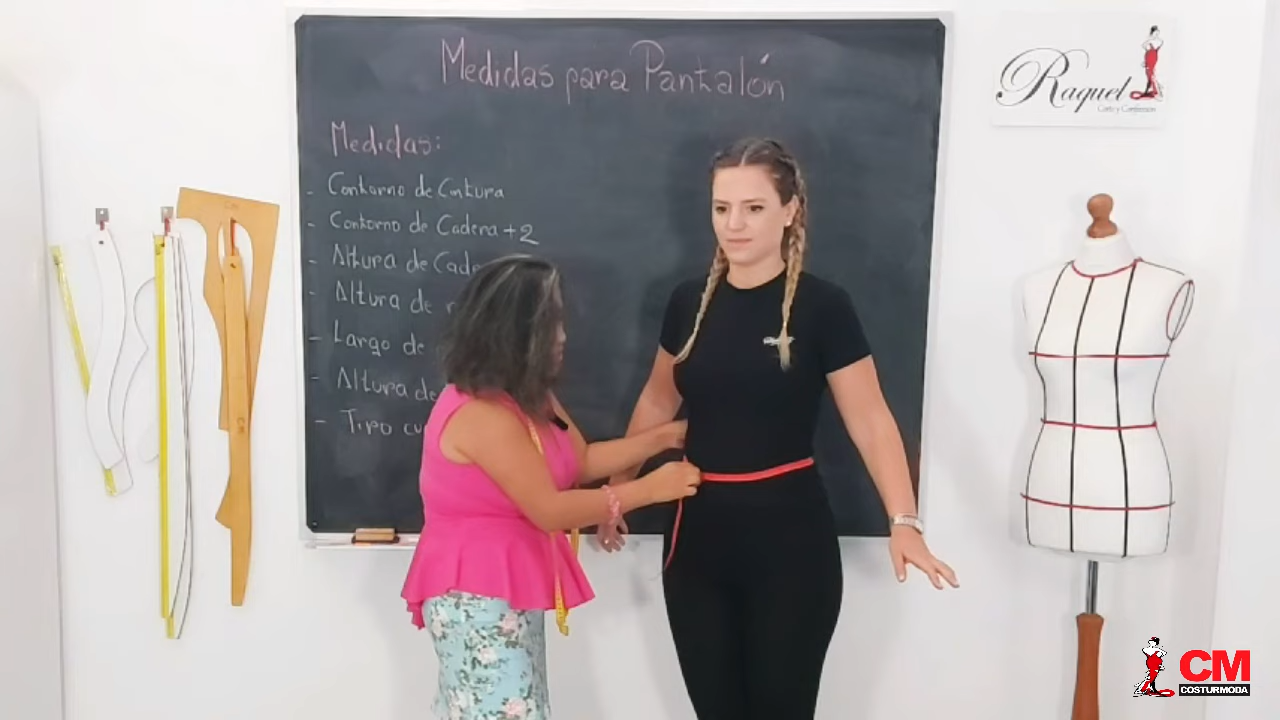 Medidas para Pantalón
Medidas:
- Contorno de Cintura
- Contorno de Cadera + 2
- Altura de Cade
- Altura de
- Largo de
- Altura de
- Tipo cu
Raquel
Corte y Confección
CM
COSTURMODA